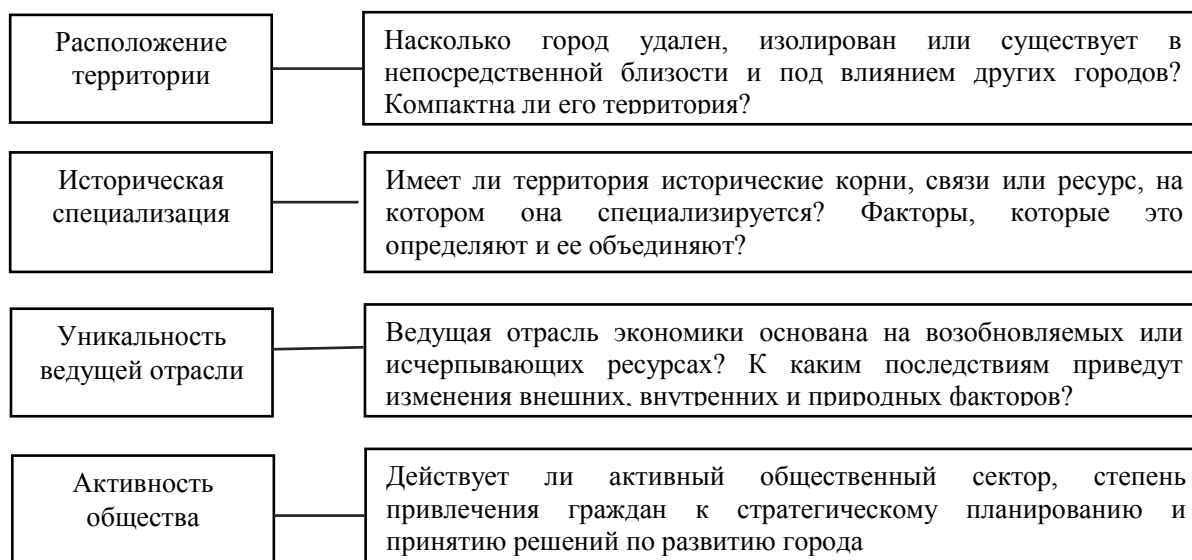 Расположение
территории
Насколько город удален, изолирован или существует в
непосредственной близости и под влиянием других городов?
Компактна ли его территория?
Историческая
специализация
Имеет ли территория исторические корни, связи или ресурс, на
котором она специализируется? Факторы, которые это
определяют и ее объединяют?
Уникальность
ведущей отрасли
Ведущая отрасль экономики основана на возобновляемых или
исчерпывающих ресурсах? К каким последствиям приведут
изменения внешних, внутренних и природных факторов?
Активность
общества
Действует ли активный общественный сектор, степень
привлечения граждан к стратегическому планированию и
принятию решений по развитию города